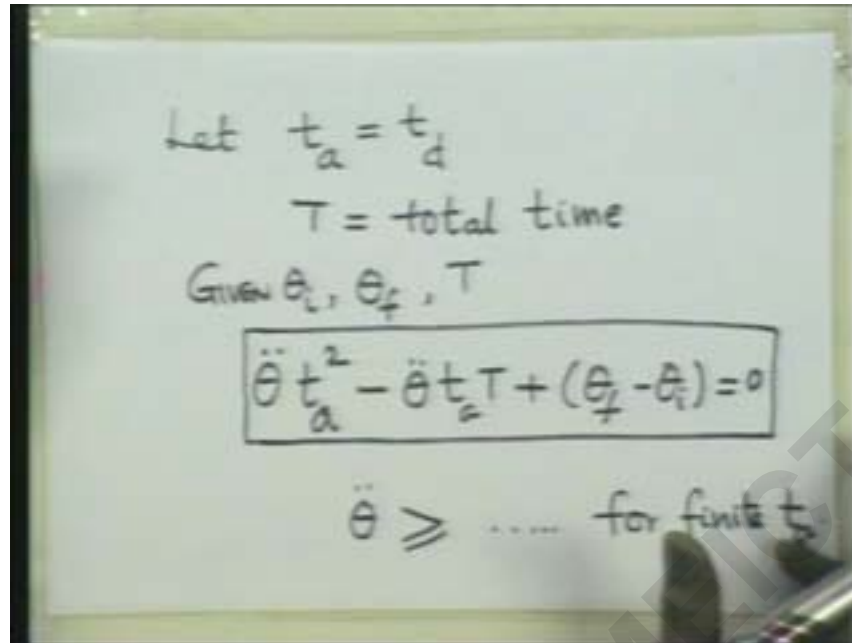 Let t_a = t_d
T = total time
Given θ_i, θ_f, T
θ̈ t_a² - θ̈ t_a T + (θ_f - θ_i) = 0
θ̈ ⩾ ..... for finite t_a